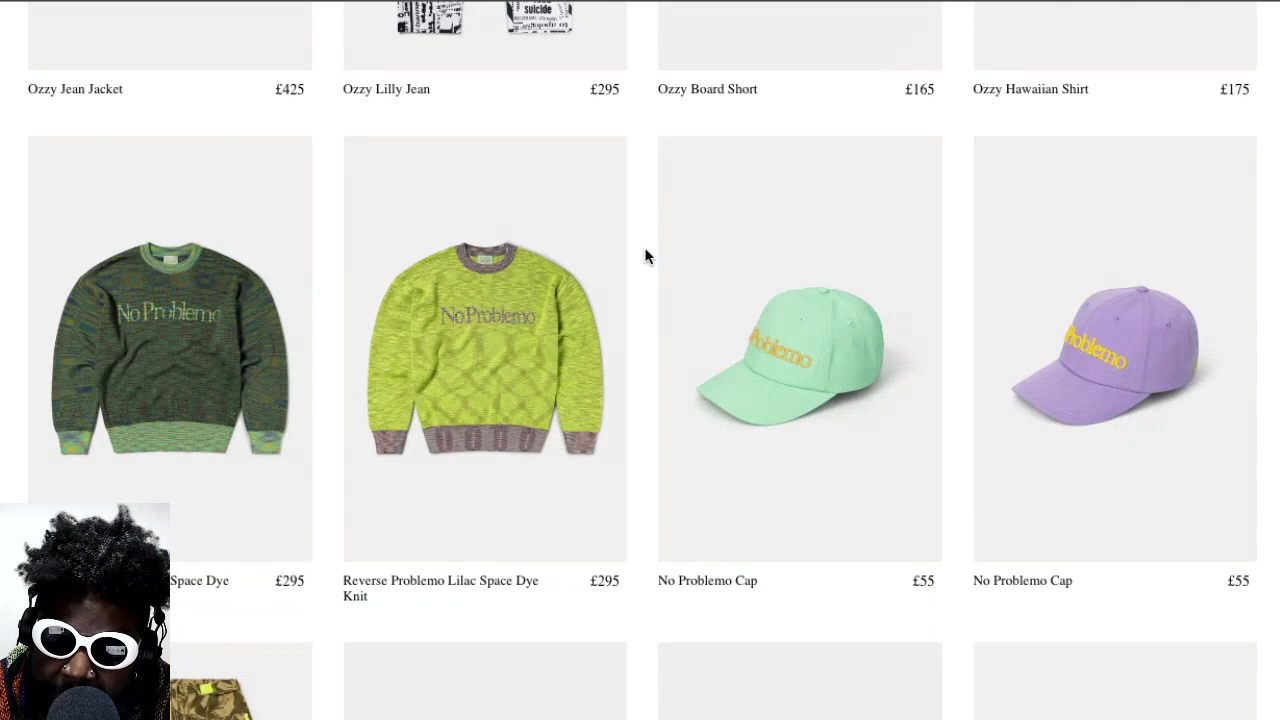 suicide
Ozzy Jean Jacket £425
Ozzy Lilly Jean £295
Ozzy Board Short £165
Ozzy Hawaiian Shirt £175
No Problemo
No Problemo
Problemo
Problemo
Space Dye £295
Reverse Problemo Lilac Space Dye £295
Knit
No Problemo Cap £55
No Problemo Cap £55